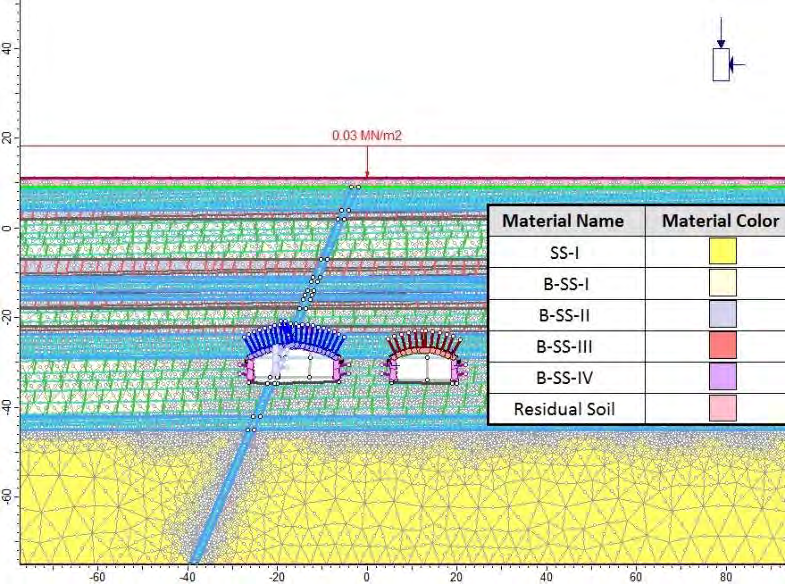 40
20
0.03 MN/m2
0
Material Name Material Color
SS-I
B-SS-I
B-SS-II
B-SS-III
B-SS-IV
Residual Soil
-20
-40
-60
-60 -40 -20 0 20 40 60 80